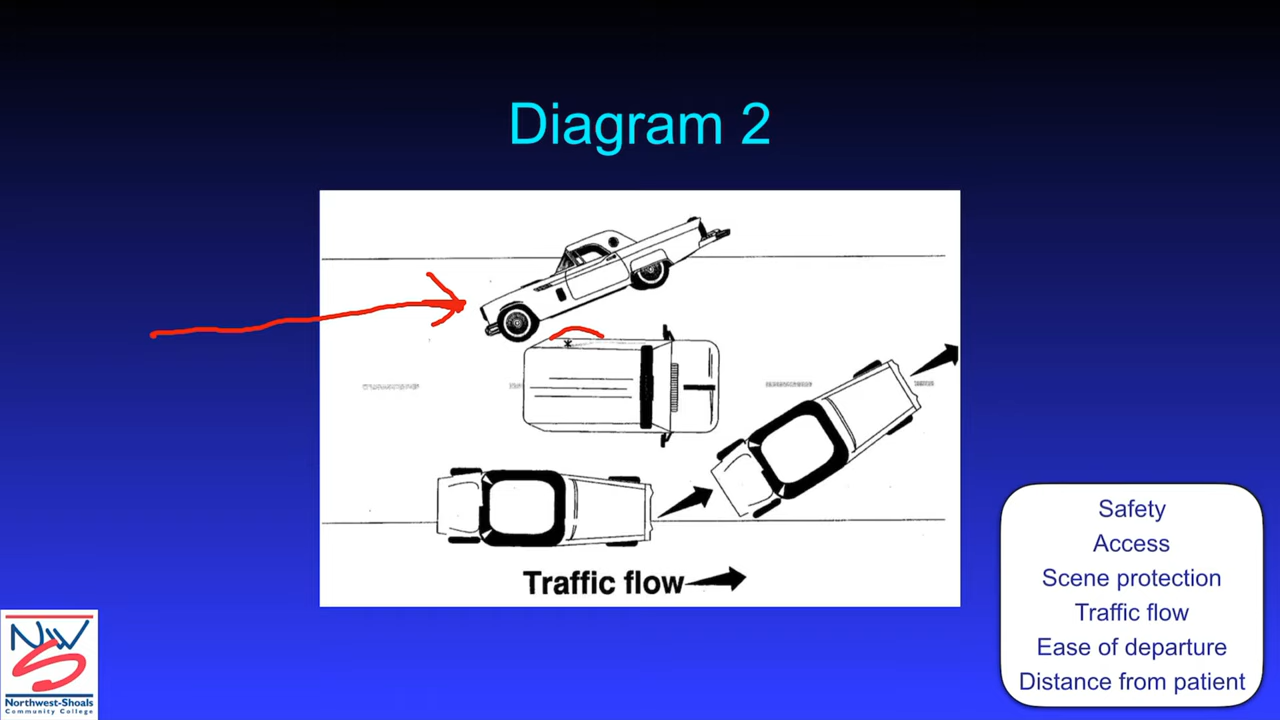 Diagram 2
Traffic flow
Safety
Access
Scene protection
Traffic flow
Ease of departure
Distance from patient
NWS
Northwest-Shoals
Community College